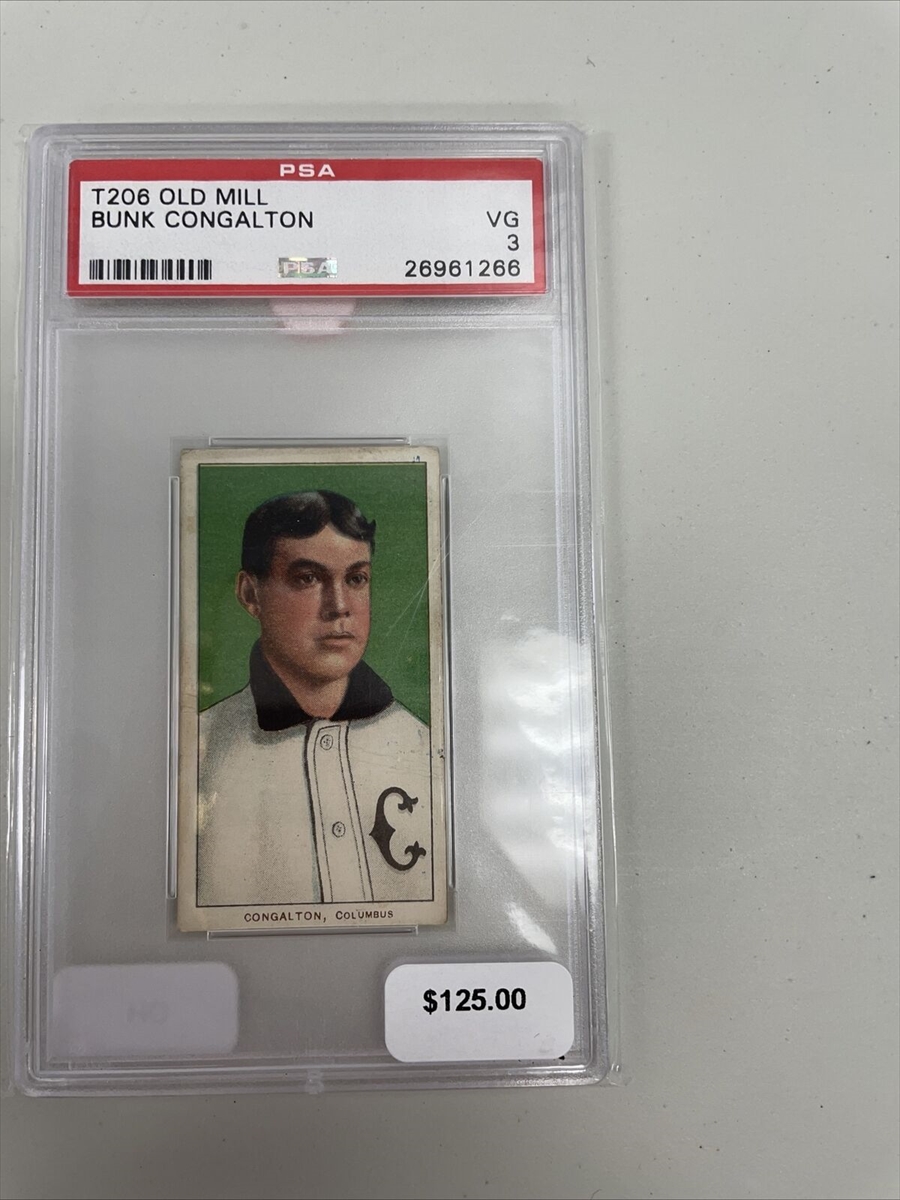 PSA
T206 OLD MILL
BUNK CONGALTON
VG
3
PSA
26961266
C
CONGALTON, COLUMBUS
$125.00